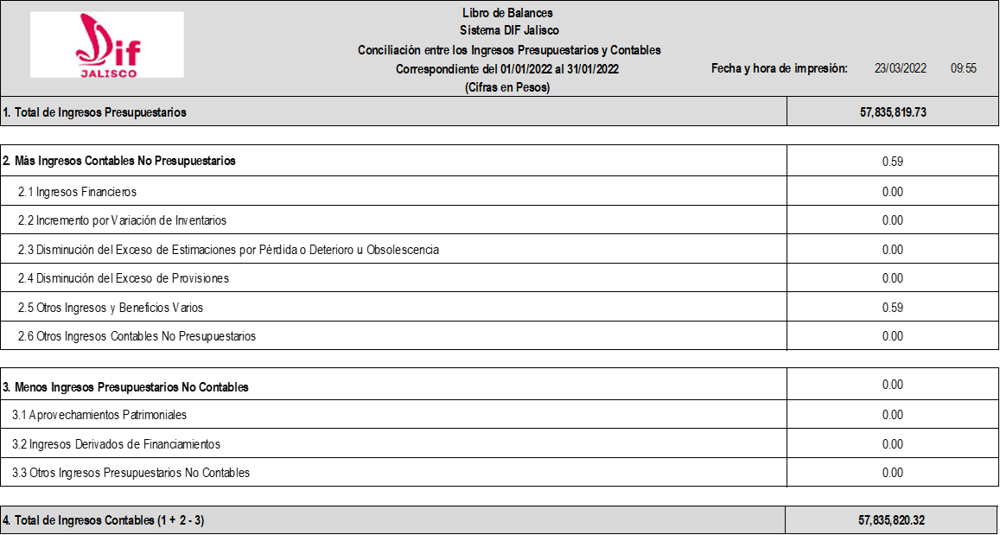 Dif
JALISCO
Libro de Balances
Sistema DIF Jalisco
Conciliación entre los Ingresos Presupuestarios y Contables
Correspondiente del 01/01/2022 al 31/01/2022
(Cifras en Pesos)
Fecha y hora de impresión: 23/03/2022 09:55
1. Total de Ingresos Presupuestarios 57,835,819.73
2. Más Ingresos Contables No Presupuestarios 0.59
2.1 Ingresos Financieros 0.00
2.2 Incremento por Variación de Inventarios 0.00
2.3 Disminución del Exceso de Estimaciones por Pérdida o Deterioro u Obsolescencia 0.00
2.4 Disminución del Exceso de Provisiones 0.00
2.5 Otros Ingresos y Beneficios Varios 0.59
2.6 Otros Ingresos Contables No Presupuestarios 0.00
3. Menos Ingresos Presupuestarios No Contables 0.00
3.1 Aprovechamientos Patrimoniales 0.00
3.2 Ingresos Derivados de Financiamientos 0.00
3.3 Otros Ingresos Presupuestarios No Contables 0.00
4. Total de Ingresos Contables (1 + 2 - 3) 57,835,820.32